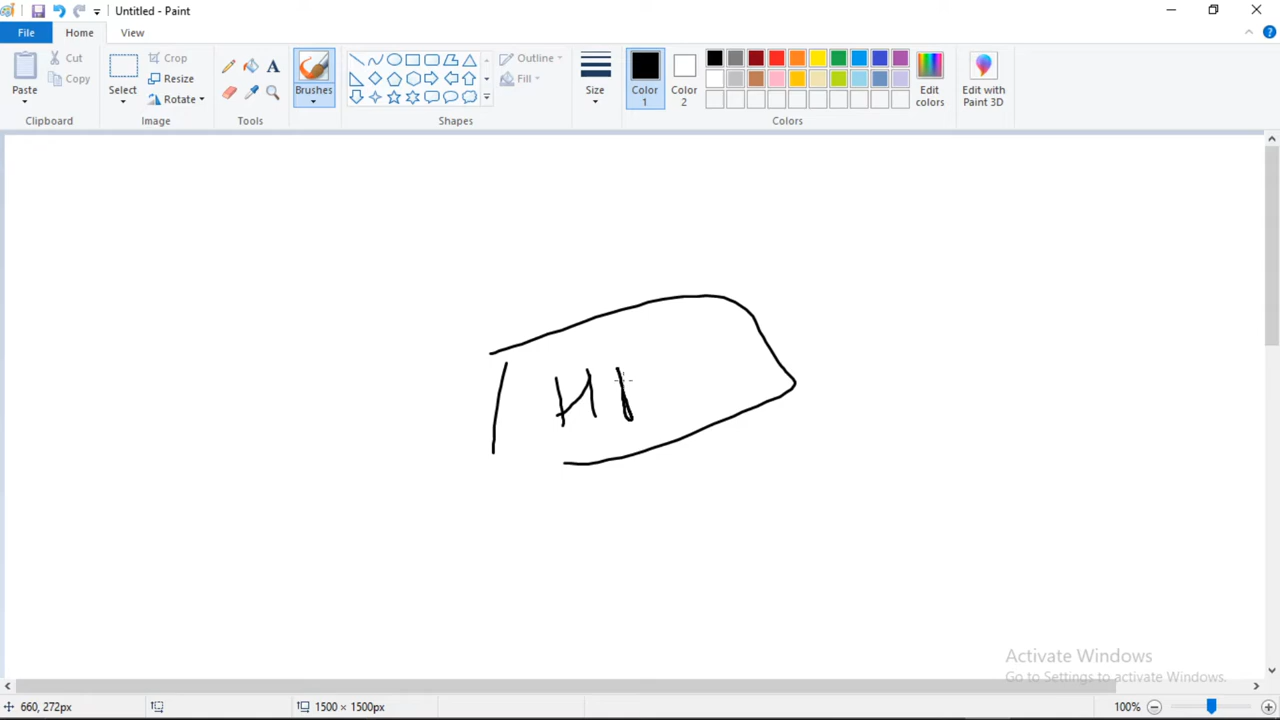 Untitled - Paint
File Home View
Paste
Cut
Copy
Clipboard
Select
Crop
Resize
Rotate
Image
Tools
Brushes
Shapes
Outline
Fill
Size
Color 1
Color 2
Edit colors
Colors
Edit with Paint 3D
HI
Activate Windows
Go to Settings to activate Windows.
660, 272px
1500 × 1500px
100%